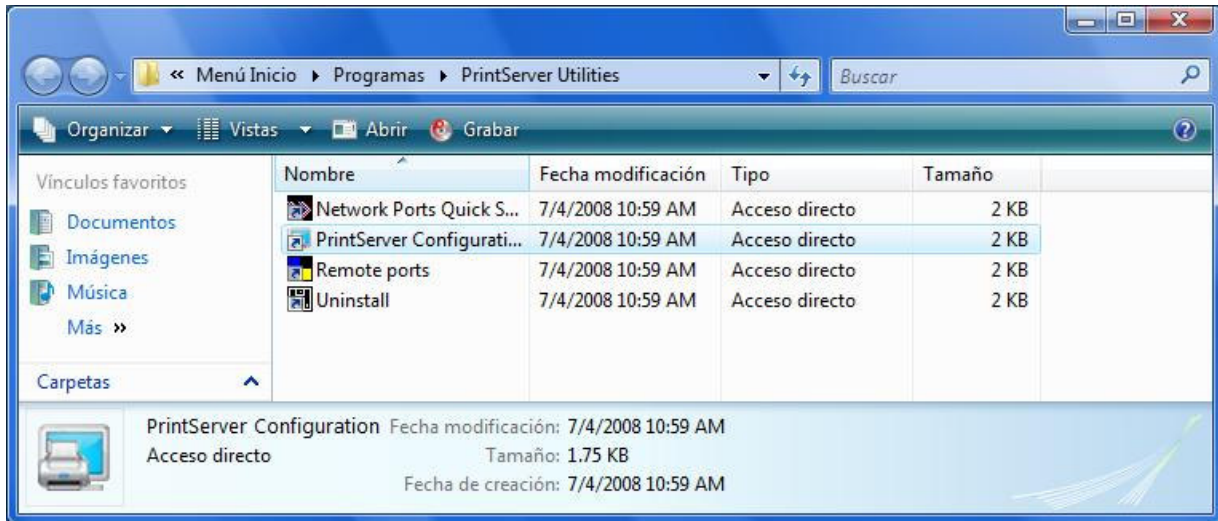 « Menú Inicio ▸ Programas ▸ PrintServer Utilities Buscar
Organizar Vistas Abrir Grabar
Vínculos favoritos
Documentos
Imágenes
Música
Más »
Carpetas
Nombre Fecha modificación Tipo Tamaño
Network Ports Quick S... 7/4/2008 10:59 AM Acceso directo 2 KB
PrintServer Configurati... 7/4/2008 10:59 AM Acceso directo 2 KB
Remote ports 7/4/2008 10:59 AM Acceso directo 2 KB
Uninstall 7/4/2008 10:59 AM Acceso directo 2 KB
PrintServer Configuration Fecha modificación: 7/4/2008 10:59 AM
Acceso directo Tamaño: 1.75 KB
Fecha de creación: 7/4/2008 10:59 AM